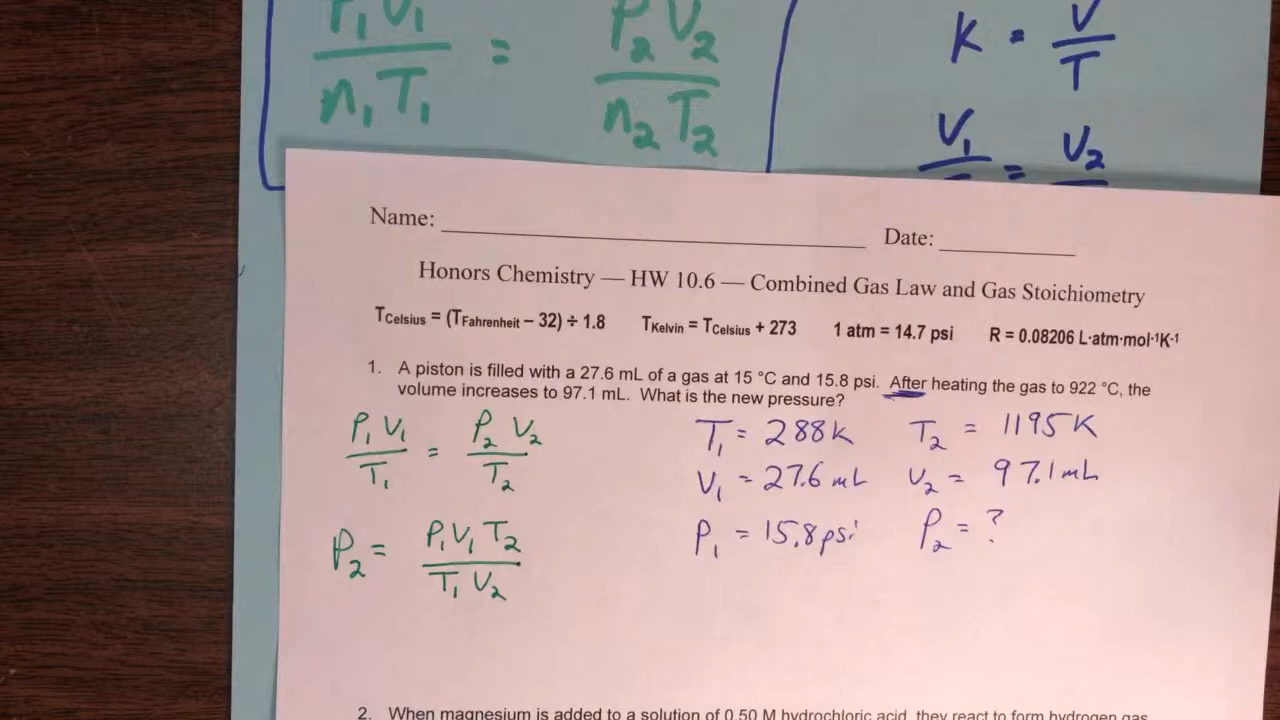 P₁V₁ / n₁T₁ = P₂V₂ / n₂T₂
K = V / T
V₁ = V₂
Name: Date:
Honors Chemistry — HW 10.6 — Combined Gas Law and Gas Stoichiometry
TCelsius = (TFahrenheit – 32) ÷ 1.8 TKelvin = TCelsius + 273 1 atm = 14.7 psi R = 0.08206 L·atm·mol⁻¹K⁻¹
1. A piston is filled with a 27.6 mL of a gas at 15 °C and 15.8 psi. After heating the gas to 922 °C, the
volume increases to 97.1 mL. What is the new pressure?
P₁V₁ / T₁ = P₂V₂ / T₂
T₁ = 288K T₂ = 1195K
V₁ = 27.6 mL V₂ = 97.1 mL
P₁ = 15.8 psi P₂ = ?
P₂ = P₁V₁T₂ / T₁V₂
2. When magnesium is added to a solution of 0.50 M hydrochloric acid, they react to form hydrogen gas